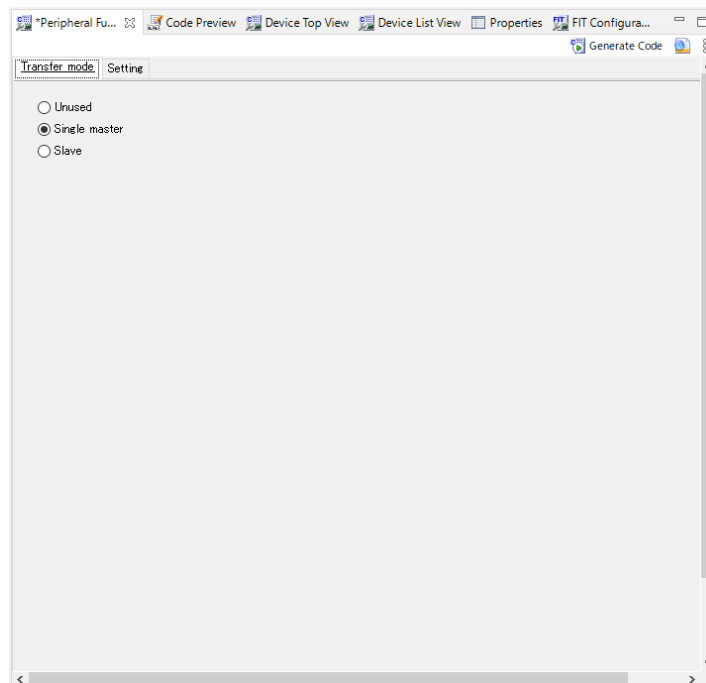 *Peripheral Fu... Code Preview Device Top View Device List View Properties FIT FIT Configura...
Generate Code
Transfer mode Setting
Unused
Single master
Slave